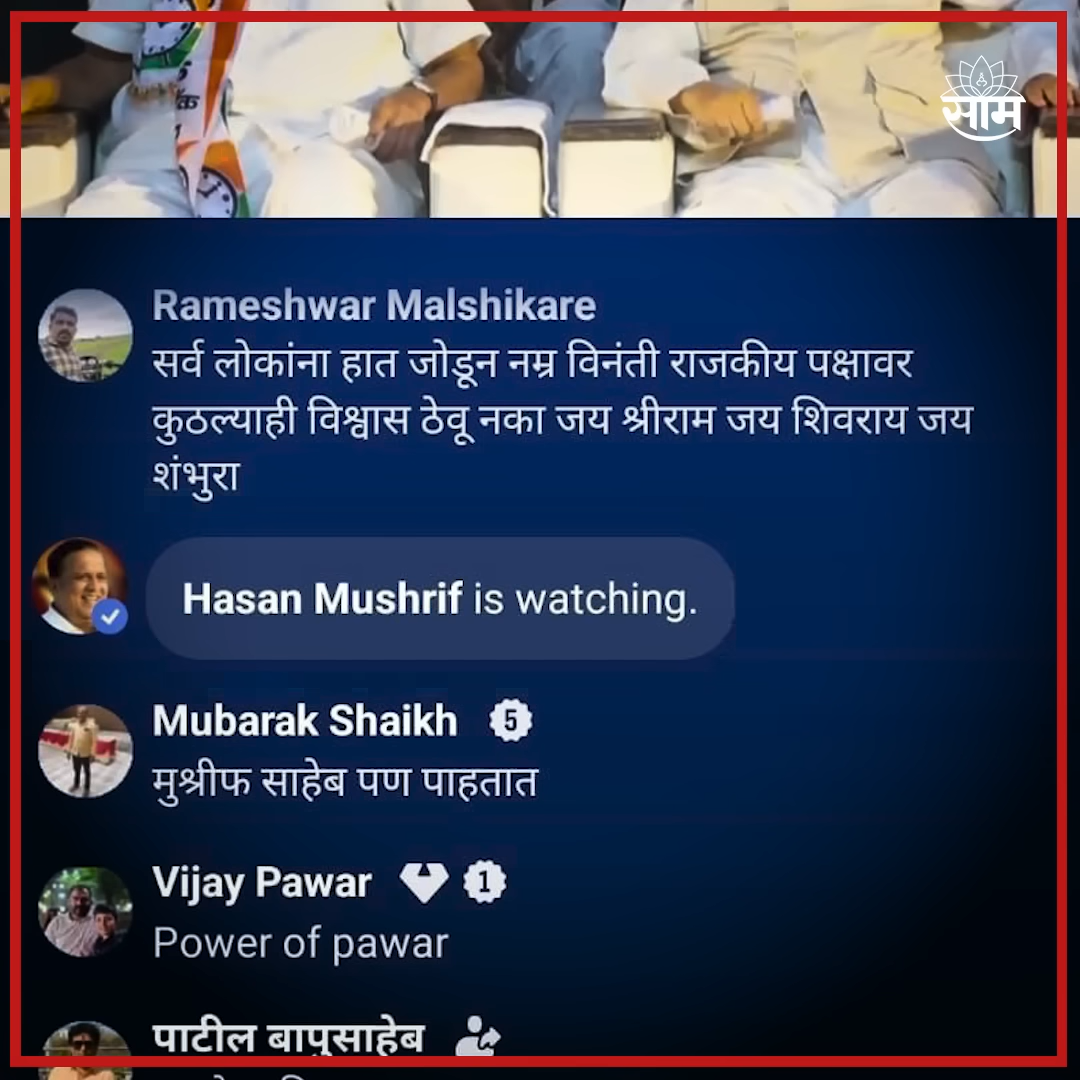 साम
Rameshwar Malshikare
सर्व लोकांना हात जोडून नम्र विनंती राजकीय पक्षावर
कुठल्याही विश्वास ठेवू नका जय श्रीराम जय शिवराय जय
शंभुरा
Hasan Mushrif is watching.
Mubarak Shaikh 5
मुश्रीफ साहेब पण पाहतात
Vijay Pawar 1
Power of pawar
पाटील बापुसाहेब